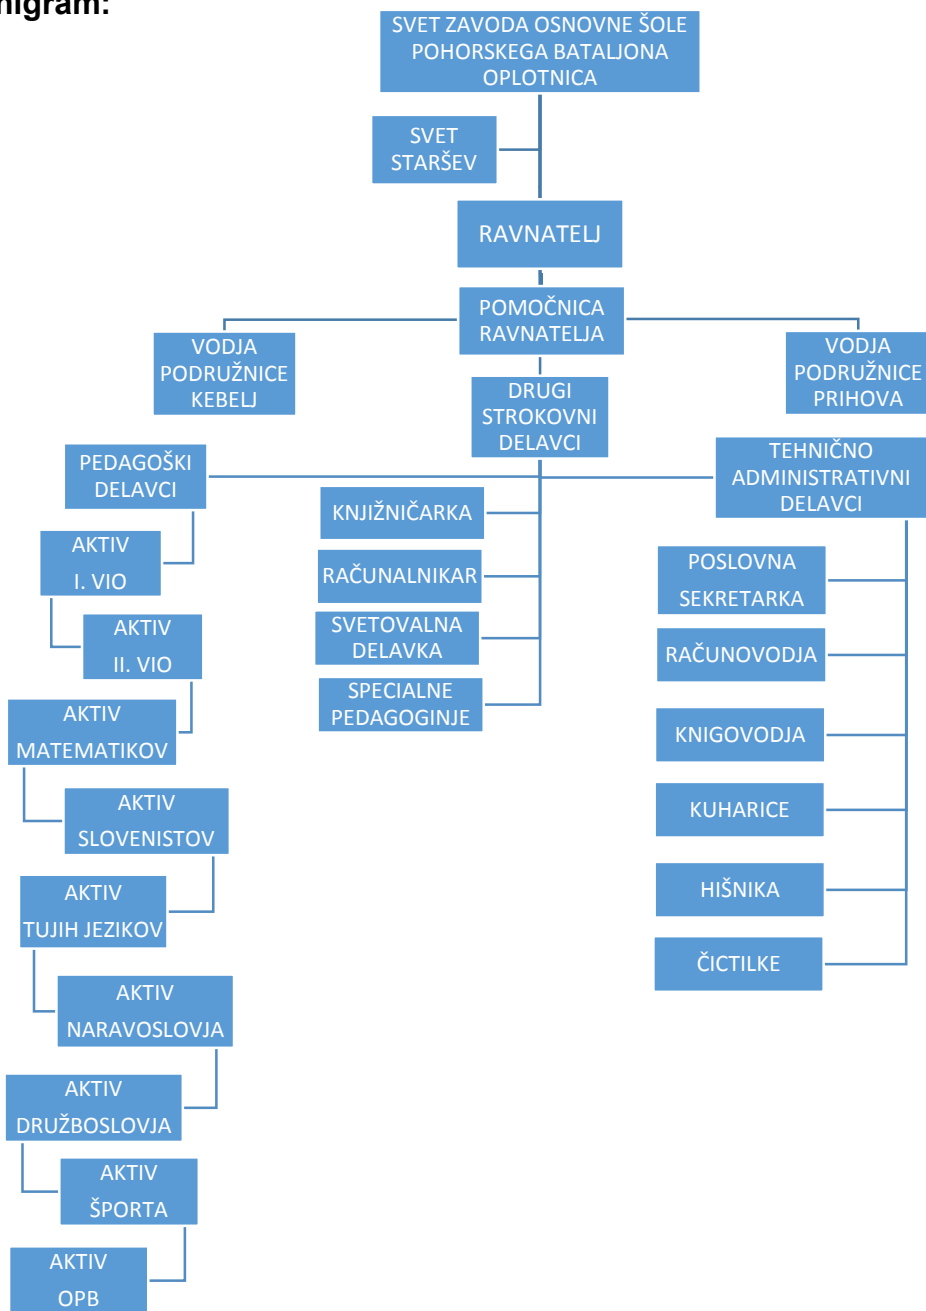 nigram:
SVET ZAVODA OSNOVNE ŠOLE
POHORSKEGA BATALJONA
OPLOTNICA
SVET
STARŠEV
RAVNATELJ
POMOČNICA
RAVNATELJA
VODJA
PODRUŽNICE
KEBELJ
VODJA
PODRUŽNICE
PRIHOVA
DRUGI
STROKOVNI
DELAVCI
PEDAGOŠKI
DELAVCI
TEHNIČNO
ADMINISTRATIVNI
DELAVCI
AKTIV
I. VIO
AKTIV
II. VIO
AKTIV
MATEMATIKOV
AKTIV
SLOVENISTOV
AKTIV
TUJIH JEZIKOV
AKTIV
NARAVOSLOVJA
AKTIV
DRUŽBOSLOVJA
AKTIV
ŠPORTA
AKTIV
OPB
KNJIŽNIČARKA
RAČUNALNIKAR
SVETOVALNA
DELAVKA
SPECIALNE
PEDAGOGINJE
POSLOVNA
SEKRETARKA
RAČUNOVODJA
KNIGOVODJA
KUHARICE
HIŠNIKA
ČICTILKE